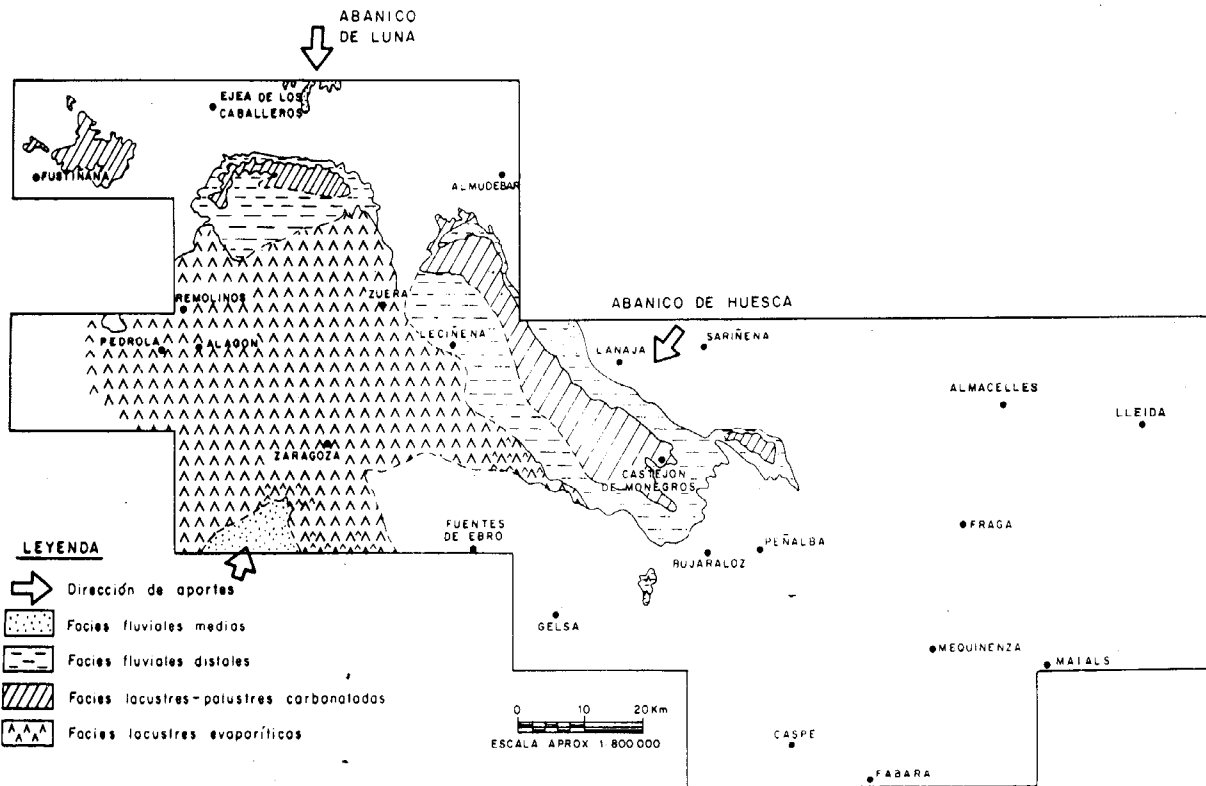 ABANICO
DE LUNA
EJEA DE LOS
CABALLEROS
FUSTIÑANA
ALMUDEBAR
REMOLINOS
ZUERA
ABANICO DE HUESCA
PEDROLA
ALAGON
LECIÑENA
LANAJA
SARIÑENA
ALMACELLES
LLEIDA
ZARAGOZA
CASTEJON
DE MONEGROS
FUENTES
DE EBRO
BUJARALOZ
PEÑALBA
FRAGA
GELSA
MEQUINENZA
MAIALS
CASPE
FABARA
LEYENDA
Dirección de aportes
Facies fluviales medias
Facies fluviales distales
Facies lacustres-palustres carbonatadas
Facies lacustres evaporíticas
0 10 20 Km
ESCALA APROX 1:800 000